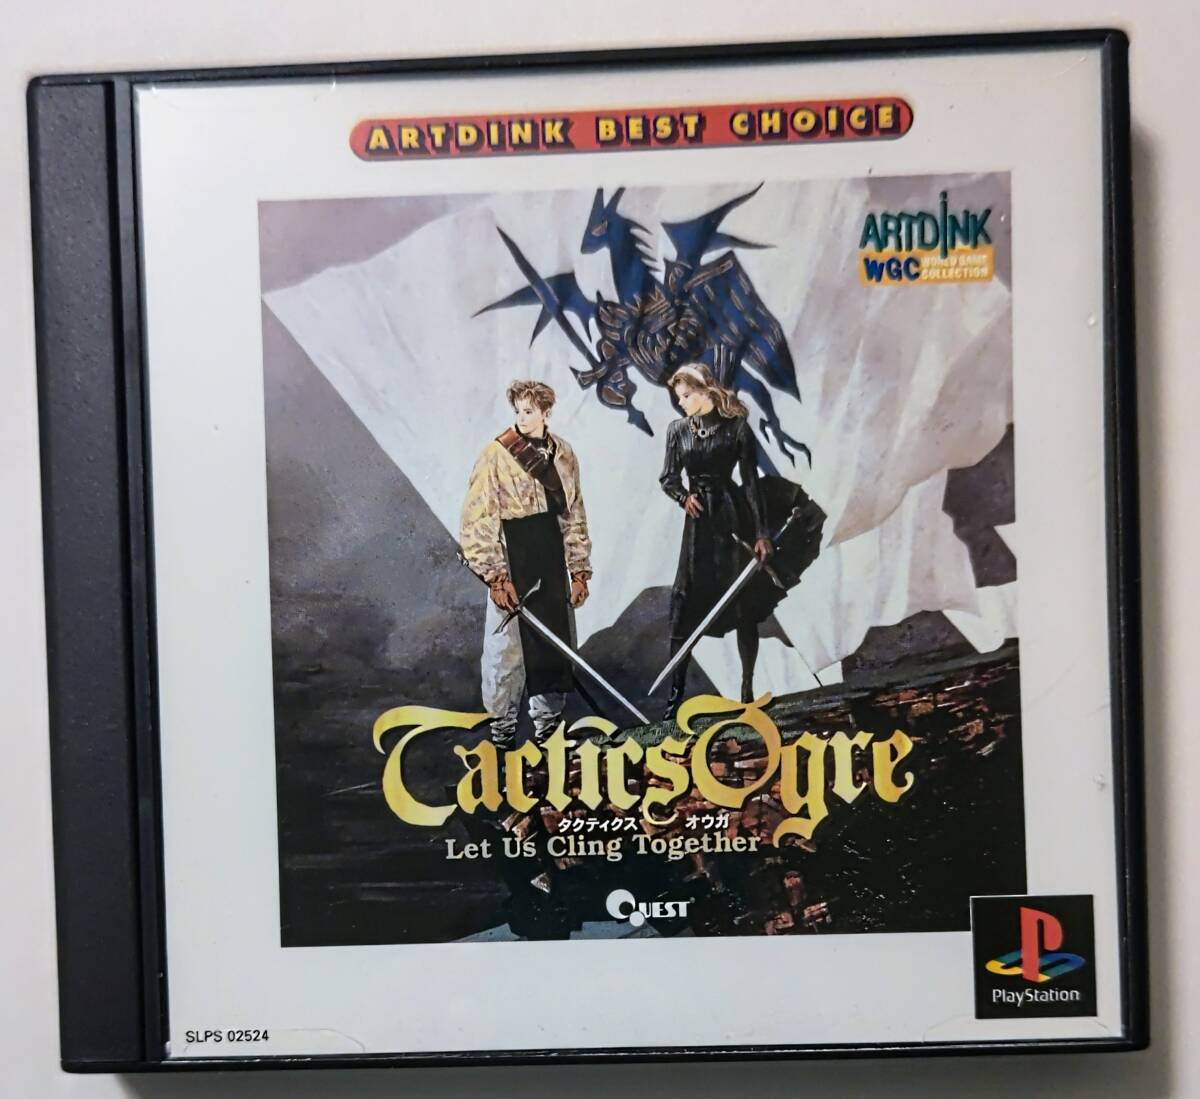 ARTDINK BEST CHOICE
ARTDINK
WGC WORLD GAME
COLLECTION
Tactics Ogre
タクティクス オウガ
Let Us Cling Together
QUEST
PlayStation
SLPS 02524